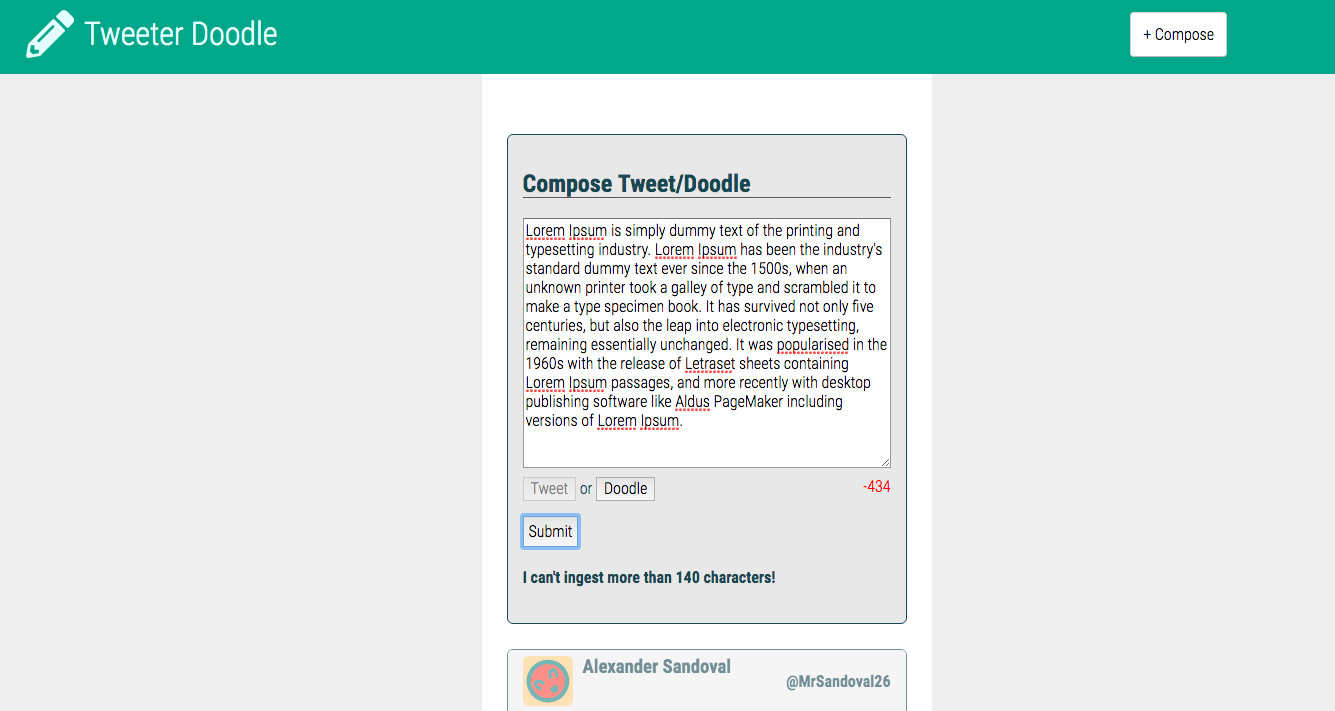 Tweeter Doodle
+ Compose
Compose Tweet/Doodle
Lorem Ipsum is simply dummy text of the printing and
typesetting industry. Lorem Ipsum has been the industry's
standard dummy text ever since the 1500s, when an
unknown printer took a galley of type and scrambled it to
make a type specimen book. It has survived not only five
centuries, but also the leap into electronic typesetting,
remaining essentially unchanged. It was popularised in the
1960s with the release of Letraset sheets containing
Lorem Ipsum passages, and more recently with desktop
publishing software like Aldus PageMaker including
versions of Lorem Ipsum.
Tweet or Doodle -434
Submit
I can't ingest more than 140 characters!
Alexander Sandoval
@MrSandoval26